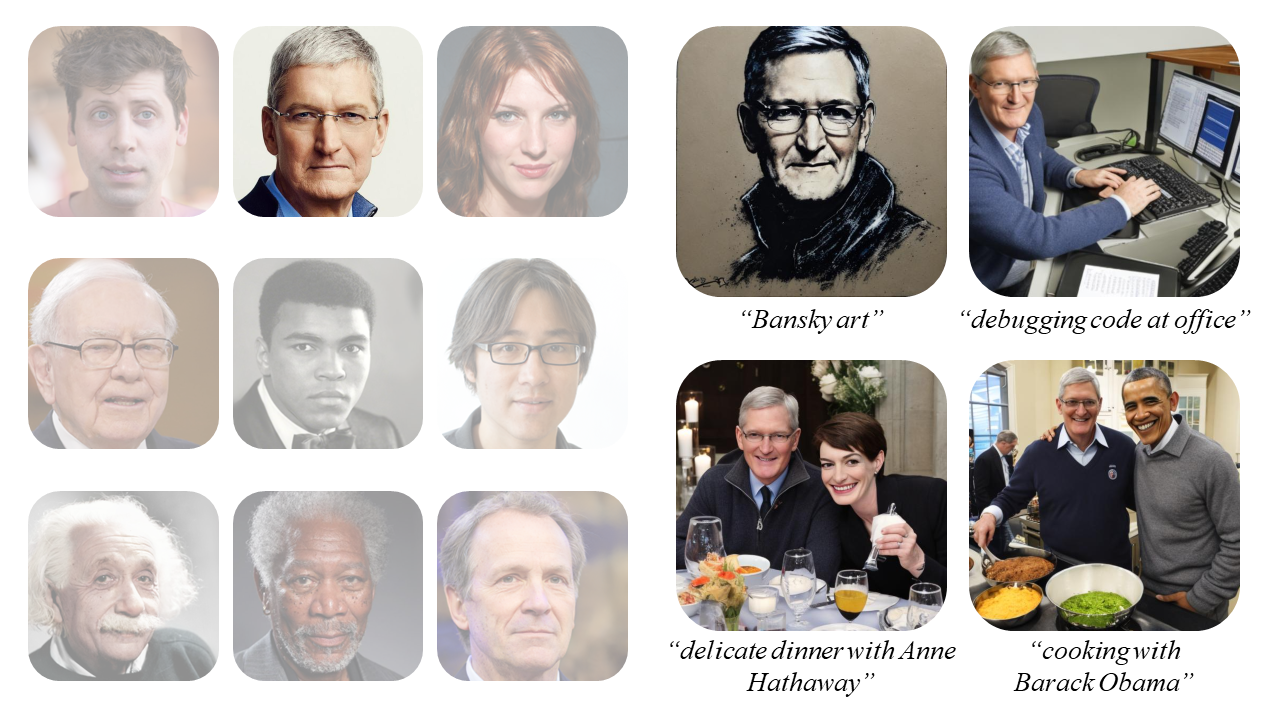 “Bansky art”
“debugging code at office”
“delicate dinner with Anne
Hathaway”
“cooking with
Barack Obama”